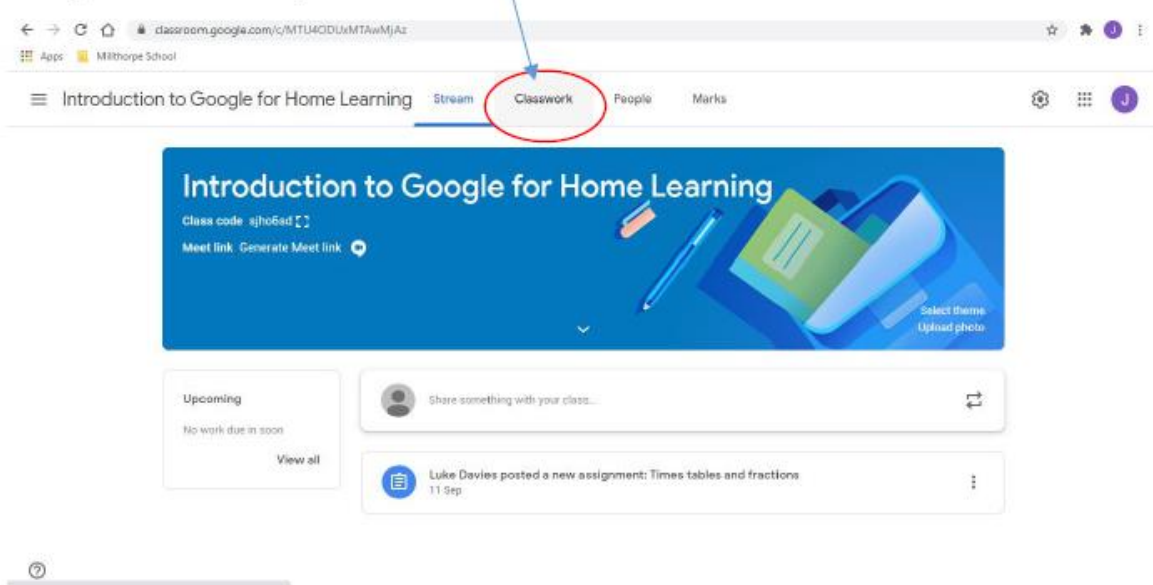 classroom.google.com/c/MTU4ODUxMTAwMjAz
Apps Millthorpe School
Introduction to Google for Home Learning Stream Classwork People Marks
J
Introduction to Google for Home Learning
Class code sjho6ad
Meet link Generate Meet link
Select theme
Upload photo
Upcoming
No work due in soon
View all
Share something with your class...
Luke Davies posted a new assignment: Times tables and fractions
11 Sep